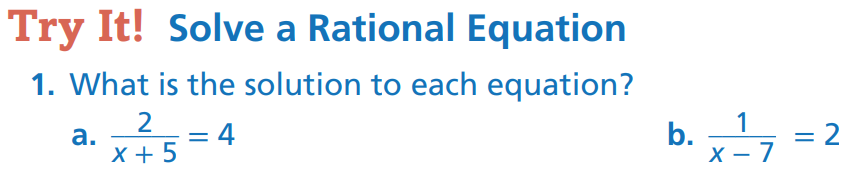 Try It! Solve a Rational Equation
1. What is the solution to each equation?
a. 2/(x + 5) = 4 b. 1/(x – 7) = 2